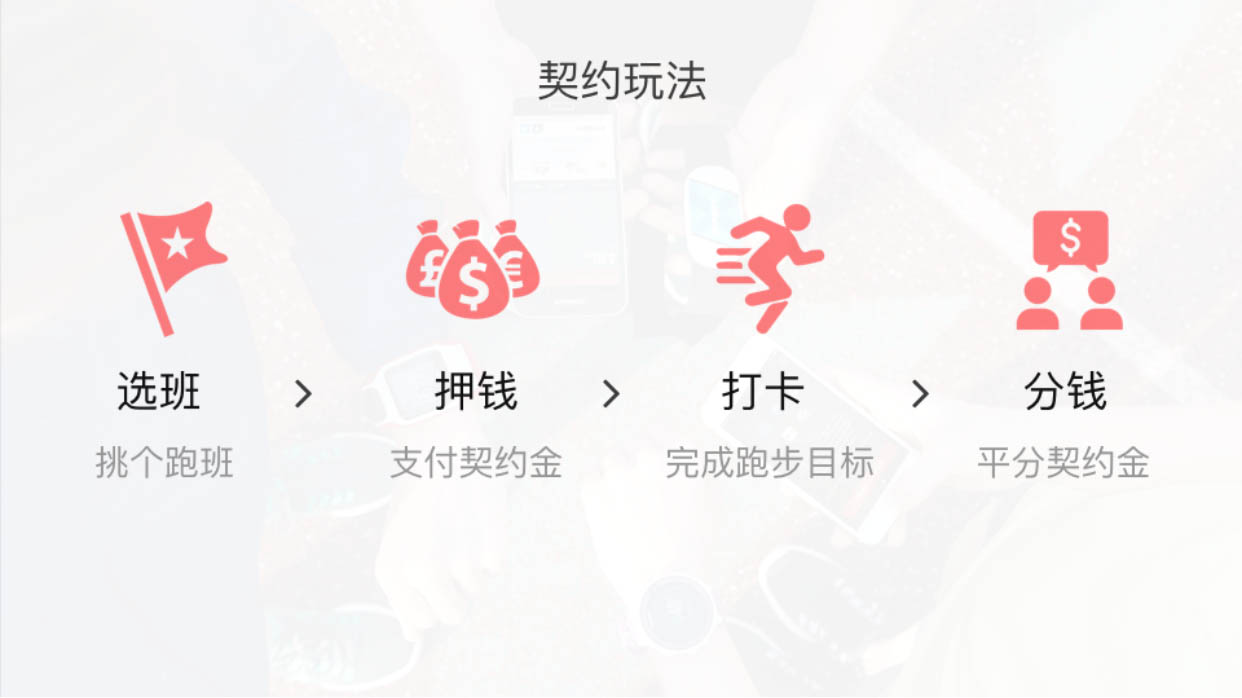 契约玩法
选班 > 押钱 > 打卡 > 分钱
挑个跑班 支付契约金 完成跑步目标 平分契约金